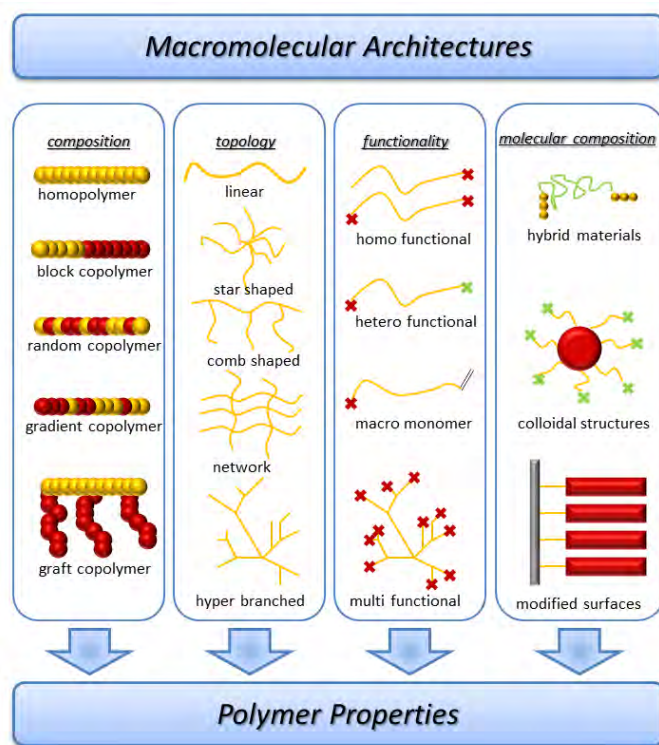 Macromolecular Architectures
composition
homopolymer
block copolymer
random copolymer
gradient copolymer
graft copolymer
topology
linear
star shaped
comb shaped
network
hyper branched
functionality
homo functional
hetero functional
macro monomer
multi functional
molecular composition
hybrid materials
colloidal structures
modified surfaces
Polymer Properties